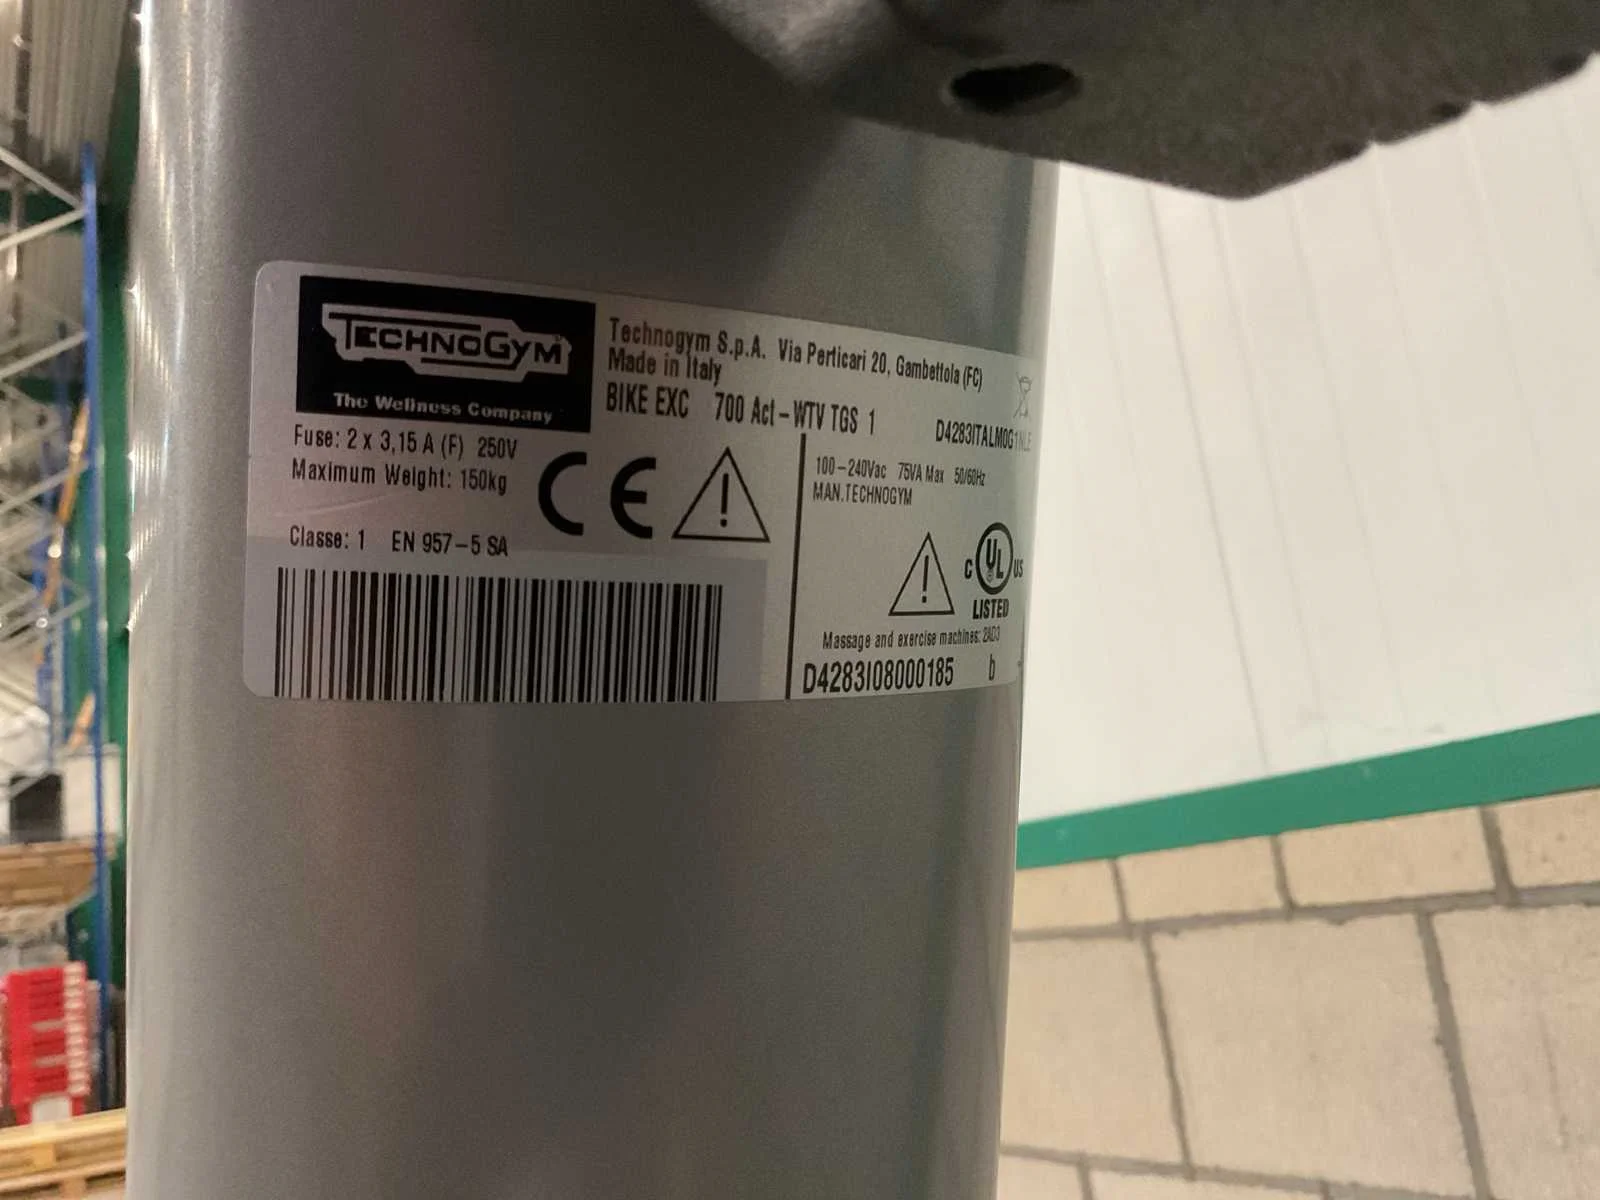 TECHNOGYM
The Wellness Company
Technogym S.p.A. Via Perticari 20, Gambettola (FC)
Made in Italy
BIKE EXC 700 Act-WTV TGS 1
D4283ITALM0G1NLE
Fuse: 2 x 3,15 A (F) 250V
Maximum Weight: 150kg
CE
Classe: 1 EN 957-5 SA
100-240Vac 75VA Max 50/60Hz
MAN.TECHNOGYM
C UL US
LISTED
Massage and exercise machines: 2AD3
D4283I08000185 b